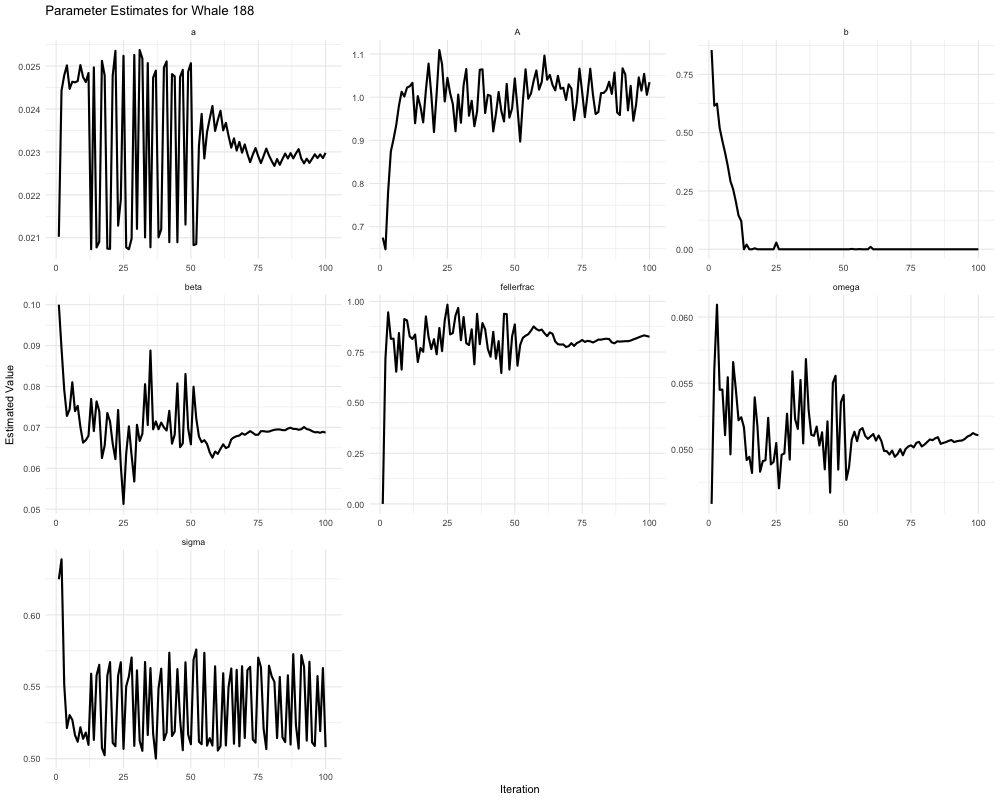 Parameter Estimates for Whale 188
a
A
b
0.025
0.024
0.023
0.022
0.021
1.1
1.0
0.9
0.8
0.7
0.75
0.50
0.25
0.00
0 25 50 75 100
0 25 50 75 100
0 25 50 75 100
beta
fellerfrac
omega
0.10
0.09
0.08
0.07
0.06
0.05
1.00
0.75
0.50
0.25
0.00
0.060
0.055
0.050
0 25 50 75 100
0 25 50 75 100
0 25 50 75 100
Estimated Value
sigma
0.60
0.55
0.50
0 25 50 75 100
Iteration